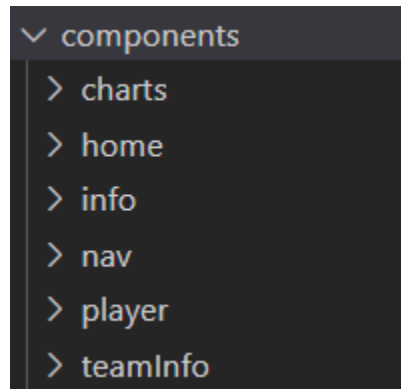 components
charts
home
info
nav
player
teamInfo